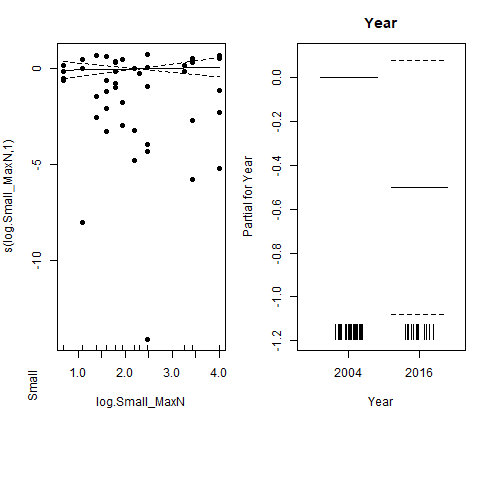 Year
s(log.Small_MaxN,1)
0
-5
-10
1.0
2.0
3.0
4.0
log.Small_MaxN
Small
Partial for Year
0.0
-0.2
-0.4
-0.6
-0.8
-1.0
-1.2
2004
2016
Year